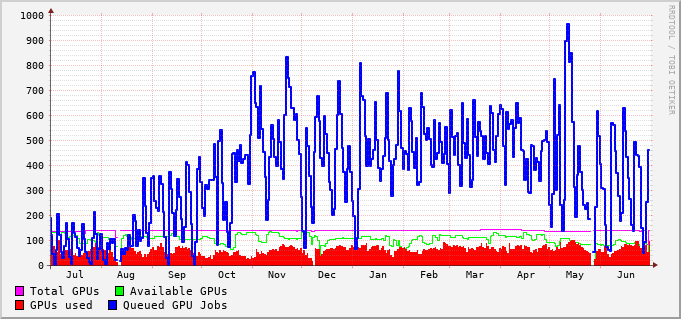 1000
900
800
700
600
500
400
300
200
100
0
Jul Aug Sep Oct Nov Dec Jan Feb Mar Apr May Jun
Total GPUs Available GPUs
GPUs used Queued GPU Jobs
RRDTOOL / TOBI OETIKER